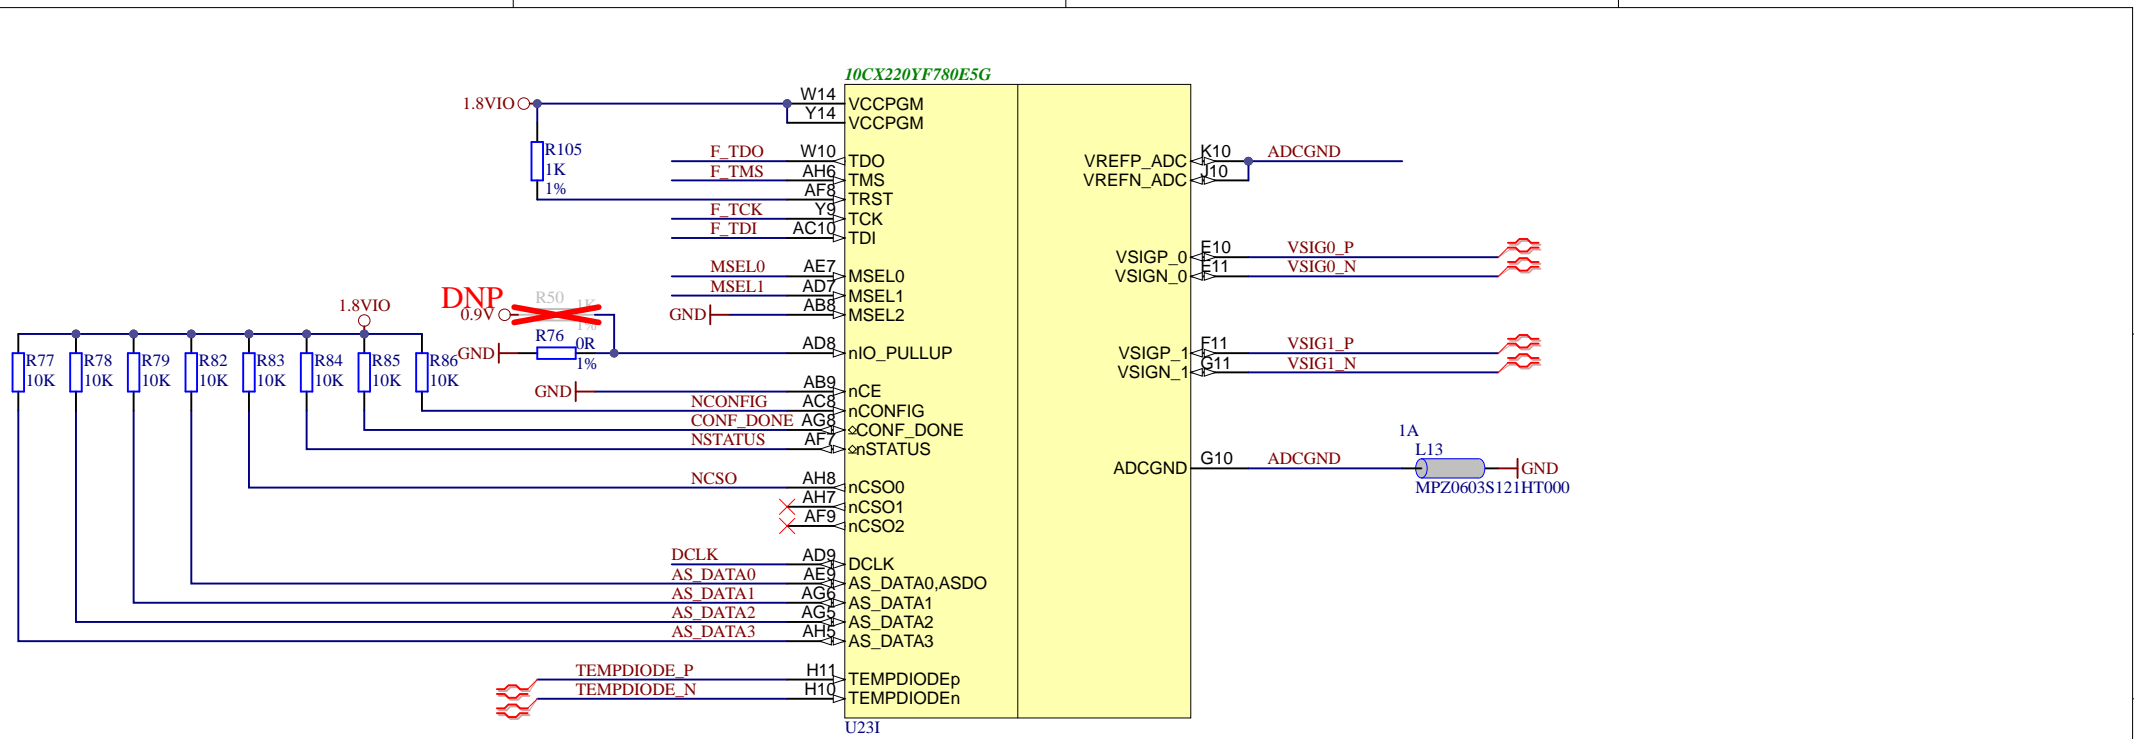 10CX220YF780E5G
1.8VIO
W14
VCCPGM
Y14
VCCPGM
R105
1K
1%
F_TDO
W10
TDO
F_TMS
AH6
TMS
AF8
TRST
F_TCK
Y9
TCK
F_TDI
AC10
TDI
MSEL0
AE7
MSEL0
MSEL1
AD7
MSEL1
GND
AB8
MSEL2
DNP
0.9V
R50
1K
1%
R76
0R
1%
GND
AD8
nIO_PULLUP
1.8VIO
R77
10K
R78
10K
R79
10K
R82
10K
R83
10K
R84
10K
R85
10K
R86
10K
GND
AB9
nCE
NCONFIG
AC8
nCONFIG
CONF_DONE
AG8
CONF_DONE
NSTATUS
AF7
nSTATUS
NCSO
AH8
nCSO0
AH7
nCSO1
AF9
nCSO2
DCLK
AD9
DCLK
AS_DATA0
AE9
AS_DATA0,ASDO
AS_DATA1
AG6
AS_DATA1
AS_DATA2
AG5
AS_DATA2
AS_DATA3
AH5
AS_DATA3
TEMPDIODE_P
H11
TEMPDIODEp
TEMPDIODE_N
H10
TEMPDIODEn
U23I
VREFP_ADC
K10
ADCGND
VREFN_ADC
J10
VSIGP_0
E10
VSIG0_P
VSIGN_0
E11
VSIG0_N
VSIGP_1
F11
VSIG1_P
VSIGN_1
G11
VSIG1_N
ADCGND
G10
ADCGND
1A
L13
GND
MPZ0603S121HT000